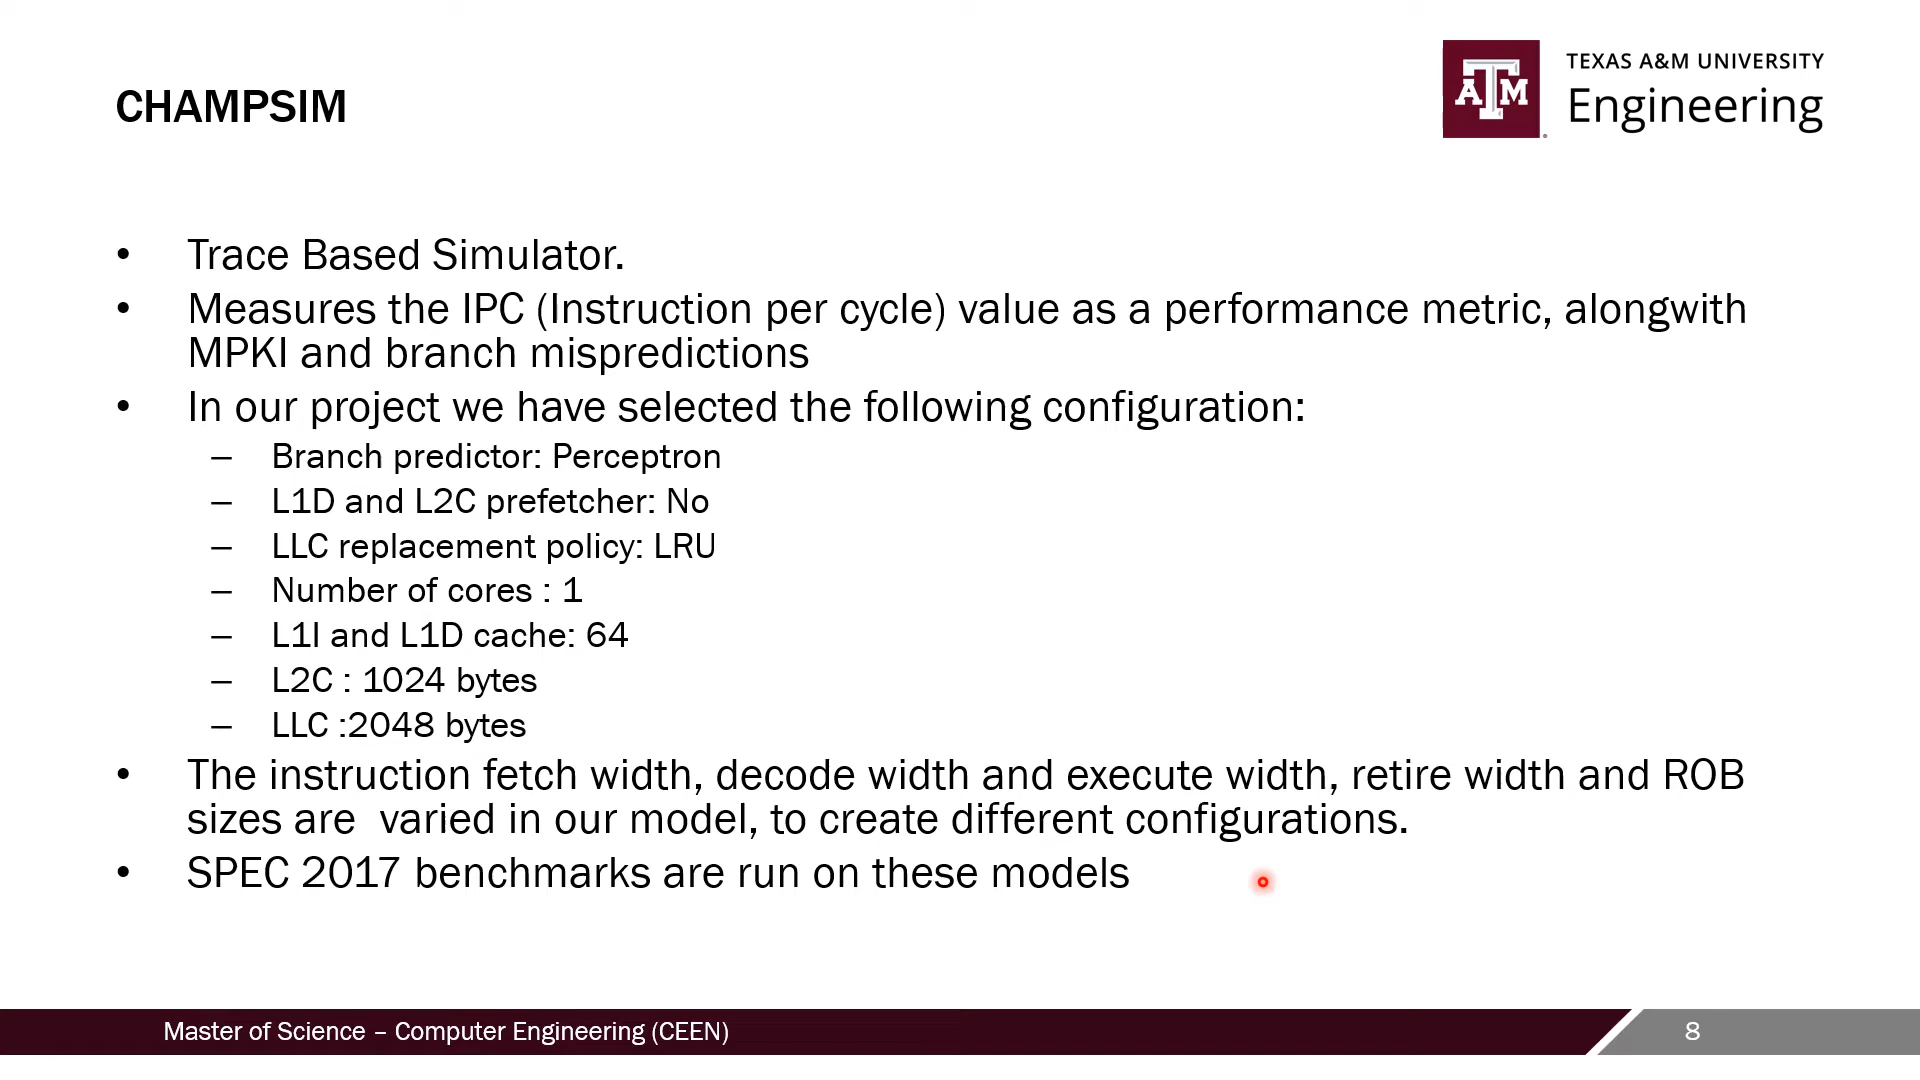 CHAMPSIM
TEXAS A&M UNIVERSITY
Engineering
ATM
• Trace Based Simulator.
• Measures the IPC (Instruction per cycle) value as a performance metric, alongwith
MPKI and branch mispredictions
• In our project we have selected the following configuration:
– Branch predictor: Perceptron
– L1D and L2C prefetcher: No
– LLC replacement policy: LRU
– Number of cores : 1
– L1I and L1D cache: 64
– L2C : 1024 bytes
– LLC :2048 bytes
• The instruction fetch width, decode width and execute width, retire width and ROB
sizes are  varied in our model, to create different configurations.
• SPEC 2017 benchmarks are run on these models
Master of Science – Computer Engineering (CEEN)
8